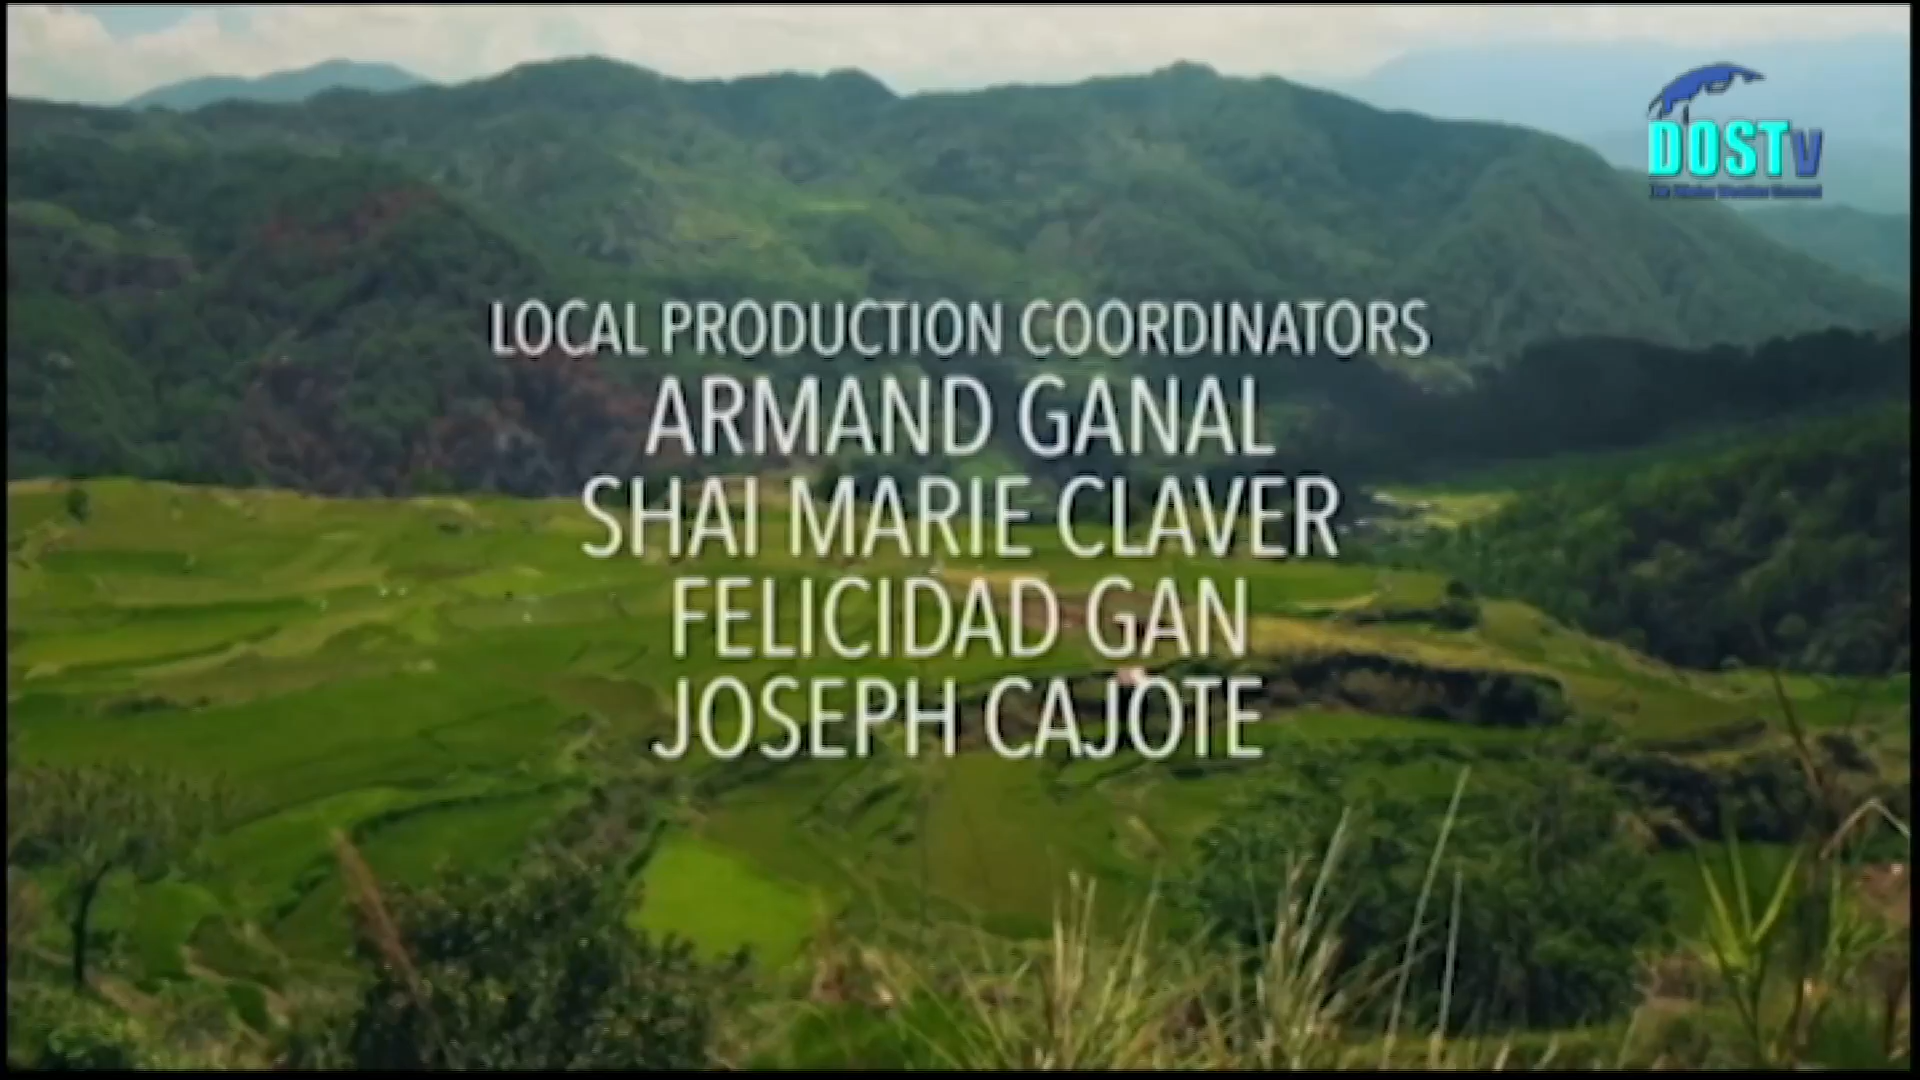 DOSTv
LOCAL PRODUCTION COORDINATORS
ARMAND GANAL
SHAI MARIE CLAVER
FELICIDAD GAN
JOSEPH CAJOTE